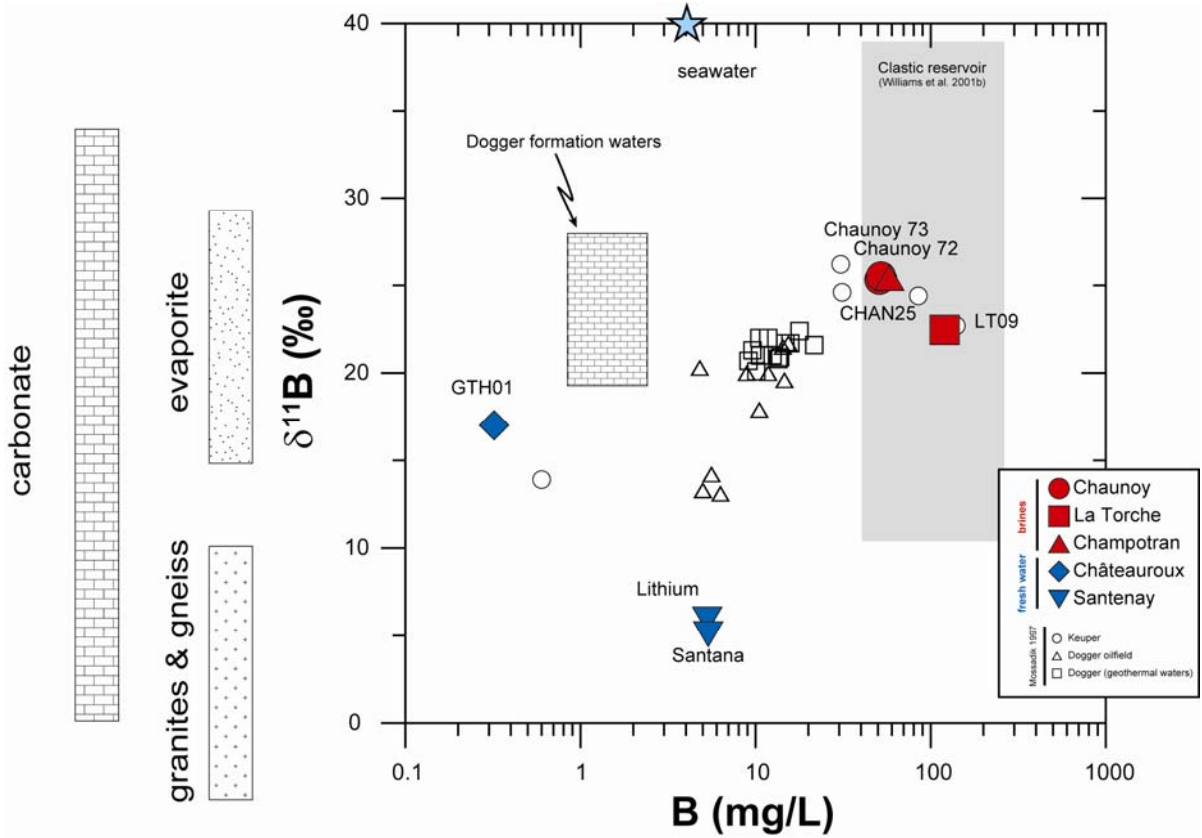 carbonate
evaporite
granites & gneiss
δ¹¹B (‰)
40
30
20
10
0
seawater
Clastic reservoir
(Williams et al. 2001b)
Dogger formation waters
Chaunoy 73
Chaunoy 72
CHAN25
LT09
GTH01
Lithium
Santana
brines
Chaunoy
La Torche
Champotran
fresh water
Châteauroux
Santenay
Mossadik 1997
Keuper
Dogger oilfield
Dogger (geothermal waters)
0.1
1
10
100
1000
B (mg/L)